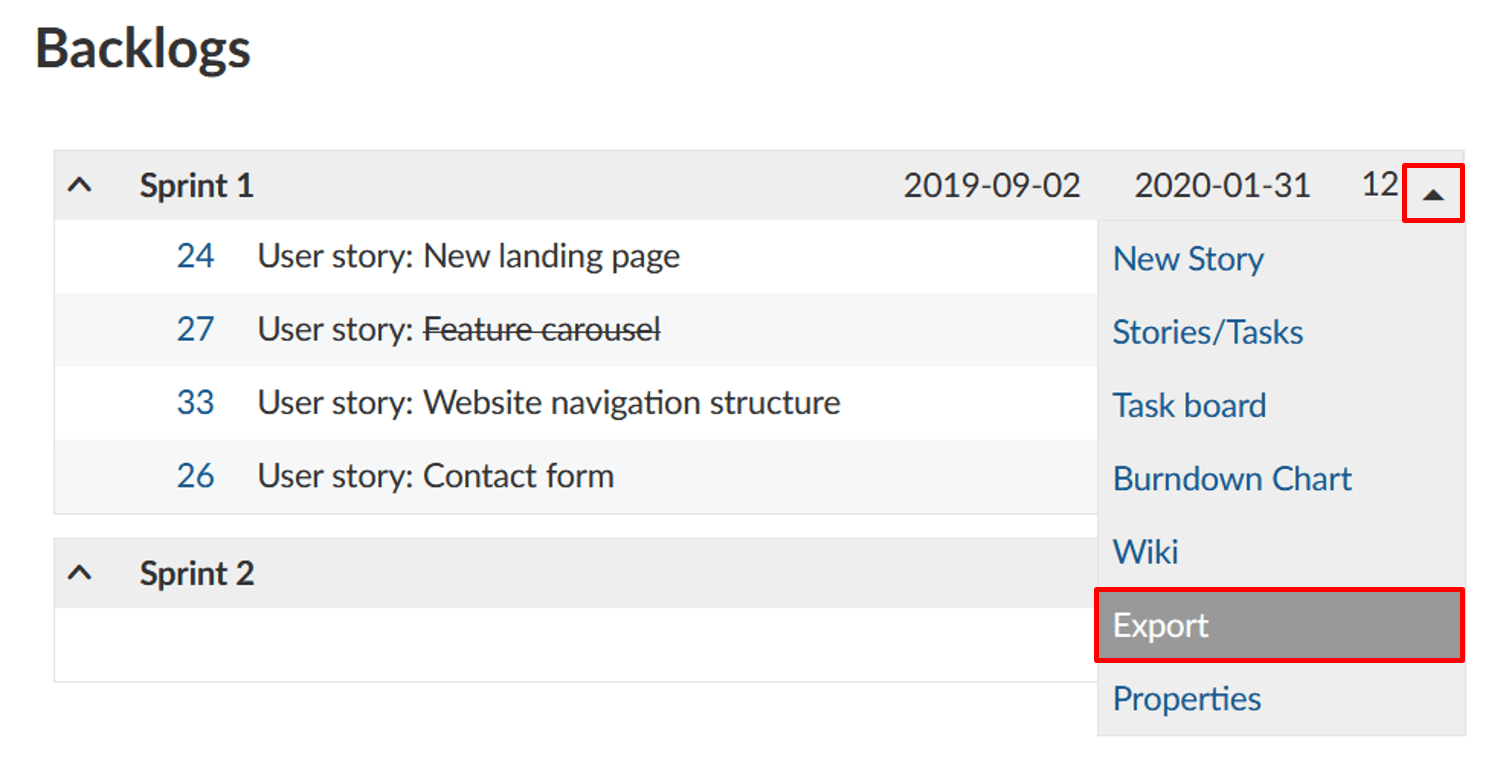 Backlogs
Sprint 1 2019-09-02 2020-01-31 12
24 User story: New landing page
27 User story: Feature carousel
33 User story: Website navigation structure
26 User story: Contact form
Sprint 2
New Story
Stories/Tasks
Task board
Burndown Chart
Wiki
Export
Properties